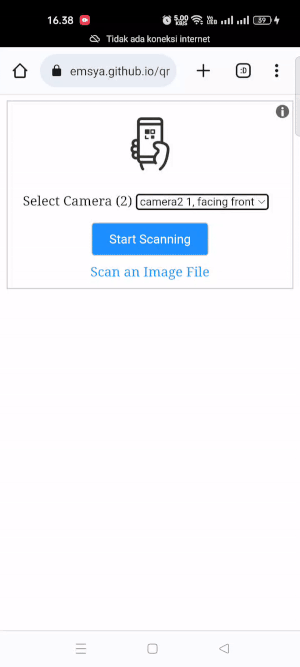 16.38 5.00 KB/S 59
Tidak ada koneksi internet
emsya.github.io/qr :D
Select Camera (2) camera2 1, facing front
Start Scanning
Scan an Image File